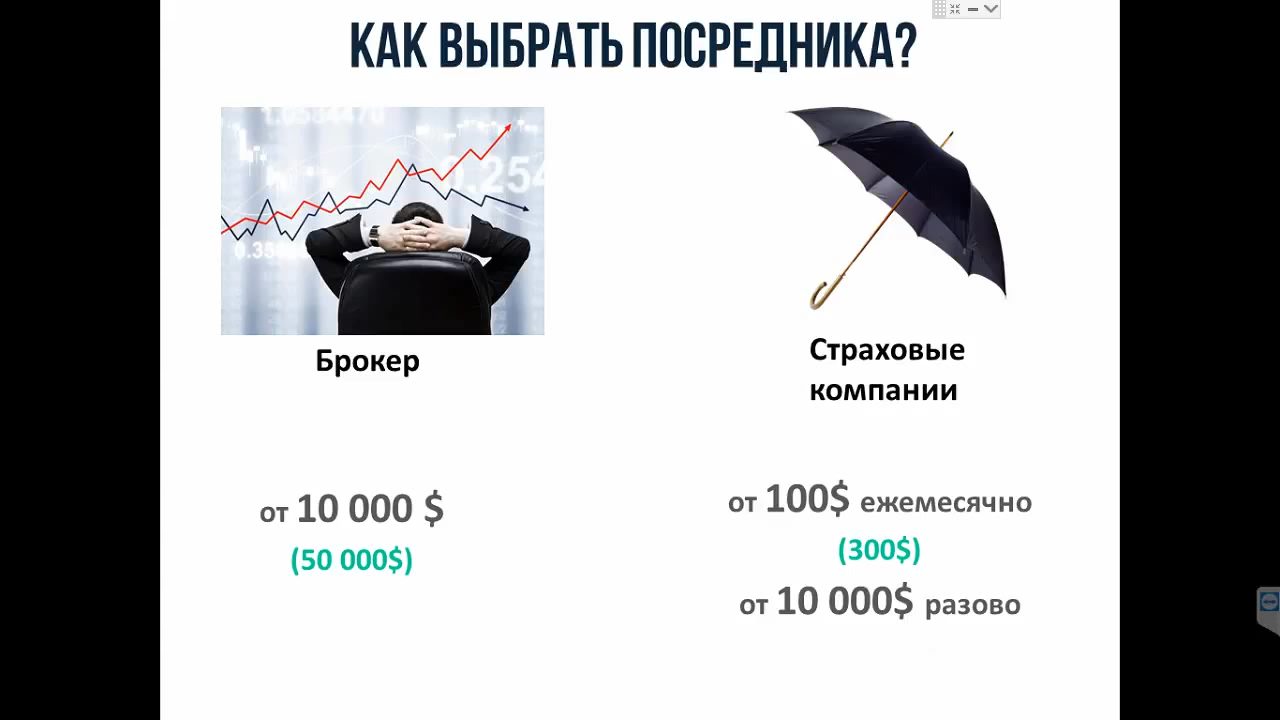 КАК ВЫБРАТЬ ПОСРЕДНИКА?
Брокер
от 10 000 $
(50 000$)
Страховые
компании
от 100$ ежемесячно
(300$)
от 10 000$ разово